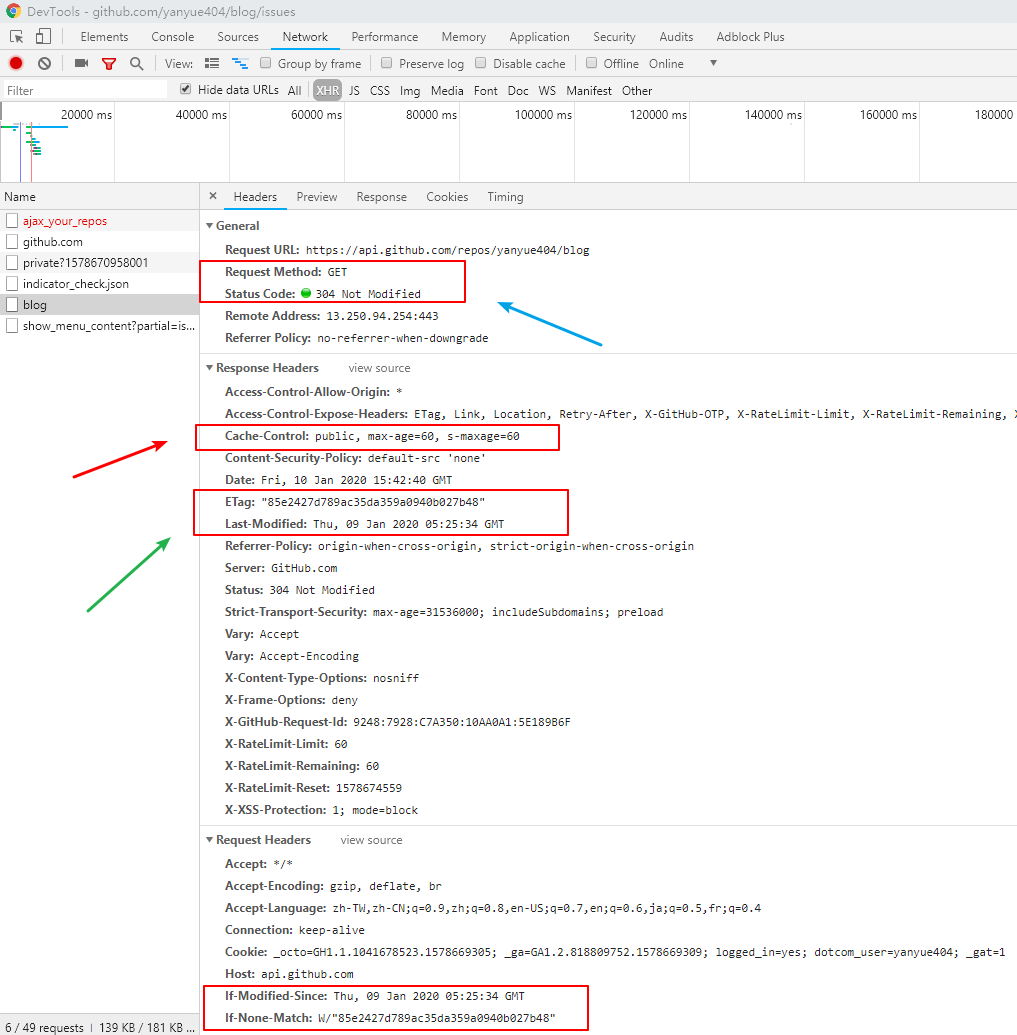 DevTools - github.com/yanyue404/blog/issues
Elements Console Sources Network Performance Memory Application Security Audits Adblock Plus
View: Group by frame Preserve log Disable cache Offline Online
Filter Hide data URLs All XHR JS CSS Img Media Font Doc WS Manifest Other
20000 ms 40000 ms 60000 ms 80000 ms 100000 ms 120000 ms 140000 ms 160000 ms 180000
Name
ajax_your_repos
github.com
private?1578670958001
indicator_check.json
blog
show_menu_content?partial=is...
6 / 49 requests | 139 KB / 181 KB ...
× Headers Preview Response Cookies Timing
General
Request URL: https://api.github.com/repos/yanyue404/blog
Request Method: GET
Status Code: 304 Not Modified
Remote Address: 13.250.94.254:443
Referrer Policy: no-referrer-when-downgrade
Response Headers view source
Access-Control-Allow-Origin: *
Access-Control-Expose-Headers: ETag, Link, Location, Retry-After, X-GitHub-OTP, X-RateLimit-Limit, X-RateLimit-Remaining,
Cache-Control: public, max-age=60, s-maxage=60
Content-Security-Policy: default-src 'none'
Date: Fri, 10 Jan 2020 15:42:40 GMT
ETag: "85e2427d789ac35da359a0940b027b48"
Last-Modified: Thu, 09 Jan 2020 05:25:34 GMT
Referrer-Policy: origin-when-cross-origin, strict-origin-when-cross-origin
Server: GitHub.com
Status: 304 Not Modified
Strict-Transport-Security: max-age=31536000; includeSubdomains; preload
Vary: Accept
Vary: Accept-Encoding
X-Content-Type-Options: nosniff
X-Frame-Options: deny
X-GitHub-Request-Id: 9248:7928:C7A350:10AA0A1:5E189B6F
X-RateLimit-Limit: 60
X-RateLimit-Remaining: 60
X-RateLimit-Reset: 1578674559
X-XSS-Protection: 1; mode=block
Request Headers view source
Accept: */*
Accept-Encoding: gzip, deflate, br
Accept-Language: zh-TW,zh-CN;q=0.9,zh;q=0.8,en-US;q=0.7,en;q=0.6,ja;q=0.5,fr;q=0.4
Connection: keep-alive
Cookie: _octo=GH1.1.1041678523.1578669305; _ga=GA1.2.818809752.1578669309; logged_in=yes; dotcom_user=yanyue404; _gat=1
Host: api.github.com
If-Modified-Since: Thu, 09 Jan 2020 05:25:34 GMT
If-None-Match: W/"85e2427d789ac35da359a0940b027b48"